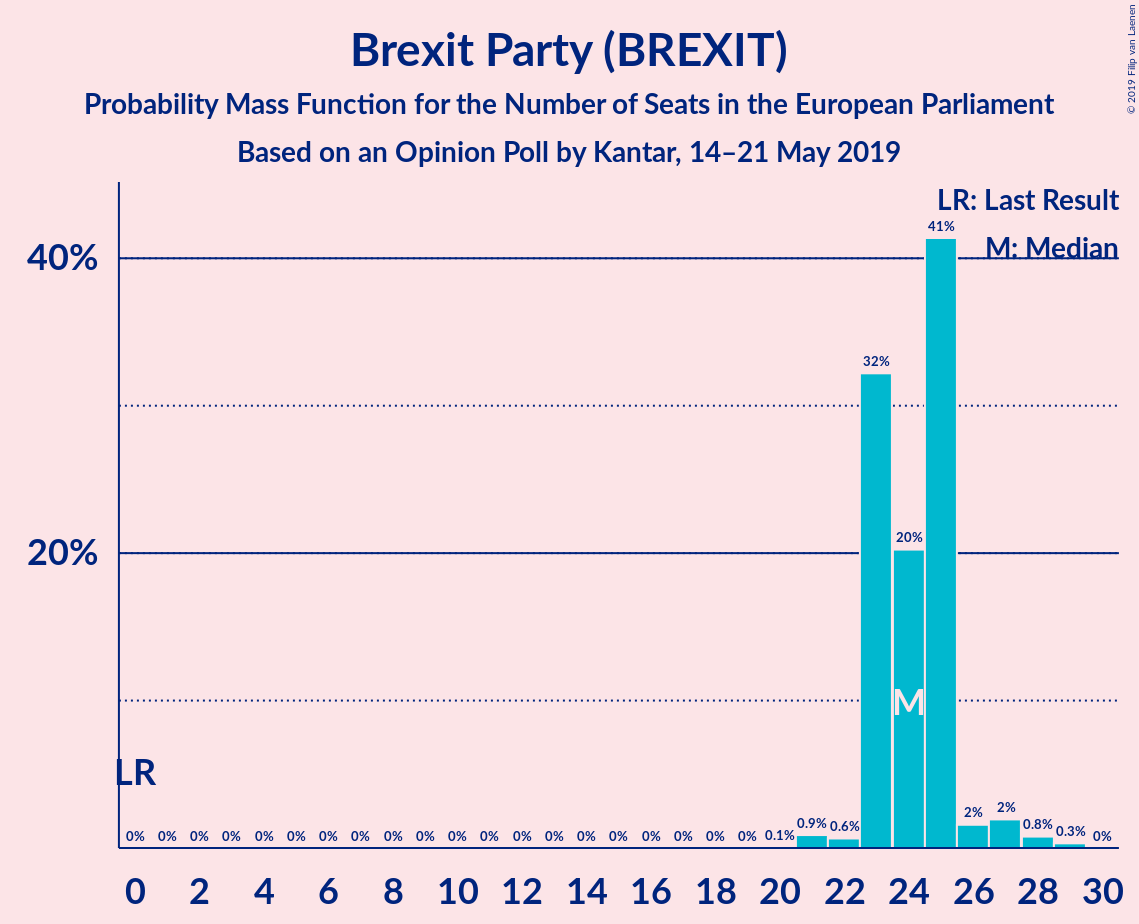 Brexit Party (BREXIT)
Probability Mass Function for the Number of Seats in the European Parliament
Based on an Opinion Poll by Kantar, 14–21 May 2019
© 2019 Filip van Laenen
LR: Last Result
M: Median
40%
20%
LR
M
0% 0% 0% 0% 0% 0% 0% 0% 0% 0% 0% 0% 0% 0% 0% 0% 0% 0% 0% 0% 0.1% 0.9% 0.6% 32% 20% 41% 2% 2% 0.8% 0.3% 0%
0 2 4 6 8 10 12 14 16 18 20 22 24 26 28 30